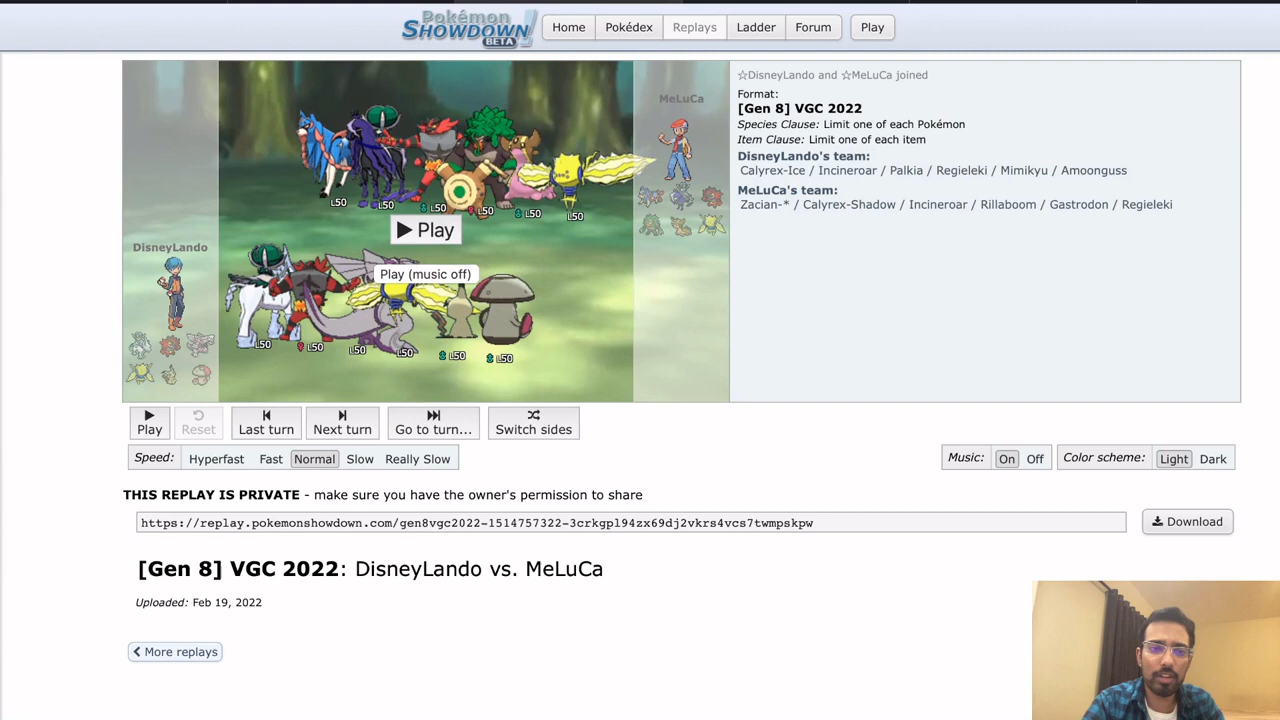 Pokémon
SHOWDOWN!
BETA
Home
Pokédex
Replays
Ladder
Forum
Play
MeLuCa
L50
L50
L50
L50
L50
L50
Play
Play (music off)
DisneyLando
L50
L50
L50
L50
L50
L50
☆DisneyLando and ☆MeLuCa joined
Format:
[Gen 8] VGC 2022
Species Clause: Limit one of each Pokémon
Item Clause: Limit one of each item
DisneyLando's team:
Calyrex-Ice / Incineroar / Palkia / Regieleki / Mimikyu / Amoonguss
MeLuCa's team:
Zacian-* / Calyrex-Shadow / Incineroar / Rillaboom / Gastrodon / Regieleki
Play
Reset
Last turn
Next turn
Go to turn...
Switch sides
Speed: Hyperfast Fast Normal Slow Really Slow
Music: On Off
Color scheme: Light Dark
THIS REPLAY IS PRIVATE - make sure you have the owner's permission to share
https://replay.pokemonshowdown.com/gen8vgc2022-1514757322-3crkgpl94zx69dj2vkrs4vcs7twmpskpw
Download
[Gen 8] VGC 2022: DisneyLando vs. MeLuCa
Uploaded: Feb 19, 2022
More replays